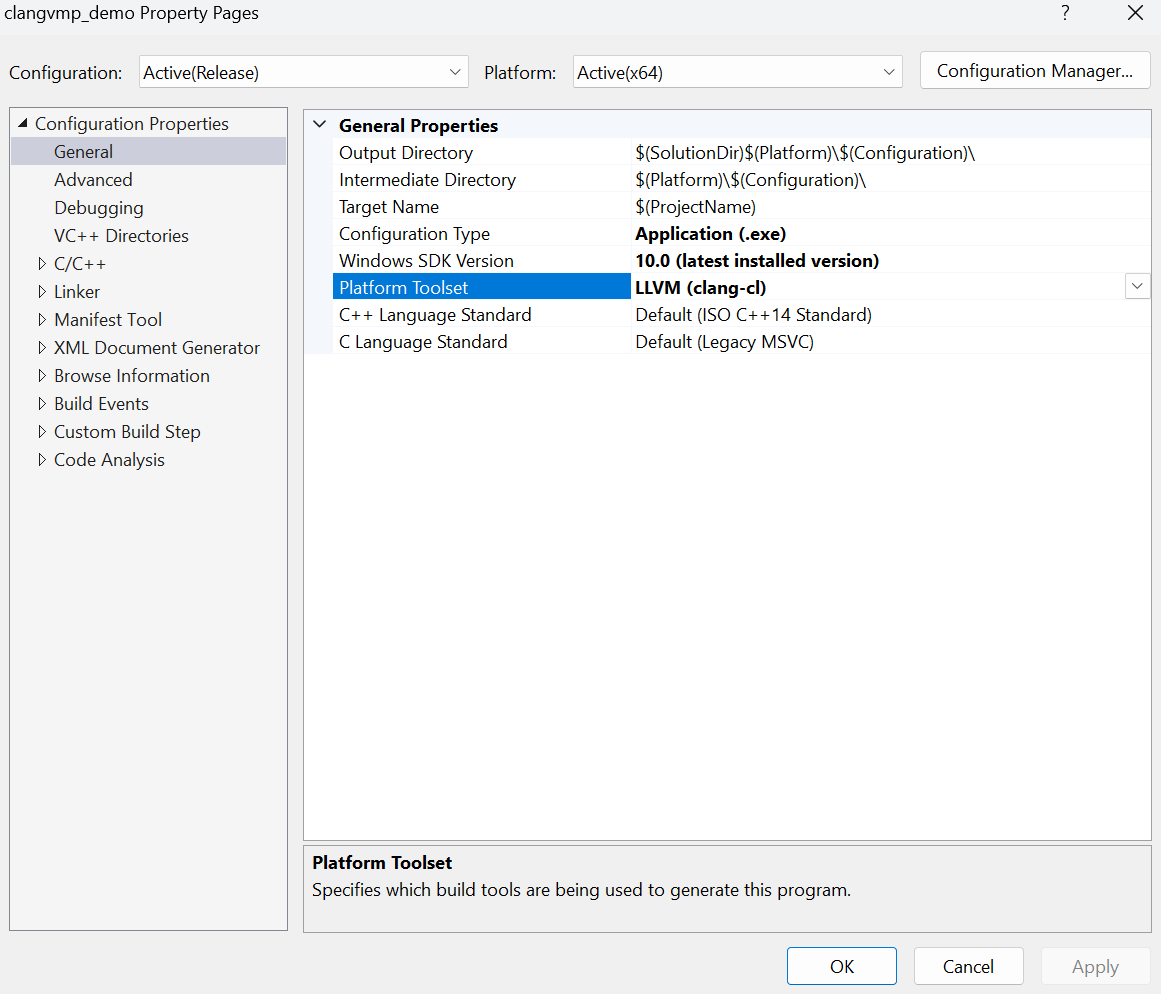 clangvmp_demo Property Pages ?
Configuration: Active(Release) Platform: Active(x64) Configuration Manager...
Configuration Properties
General
Advanced
Debugging
VC++ Directories
C/C++
Linker
Manifest Tool
XML Document Generator
Browse Information
Build Events
Custom Build Step
Code Analysis
General Properties
Output Directory $(SolutionDir)$(Platform)\$(Configuration)\
Intermediate Directory $(Platform)\$(Configuration)\
Target Name $(ProjectName)
Configuration Type Application (.exe)
Windows SDK Version 10.0 (latest installed version)
Platform Toolset LLVM (clang-cl)
C++ Language Standard Default (ISO C++14 Standard)
C Language Standard Default (Legacy MSVC)
Platform Toolset
Specifies which build tools are being used to generate this program.
OK Cancel Apply